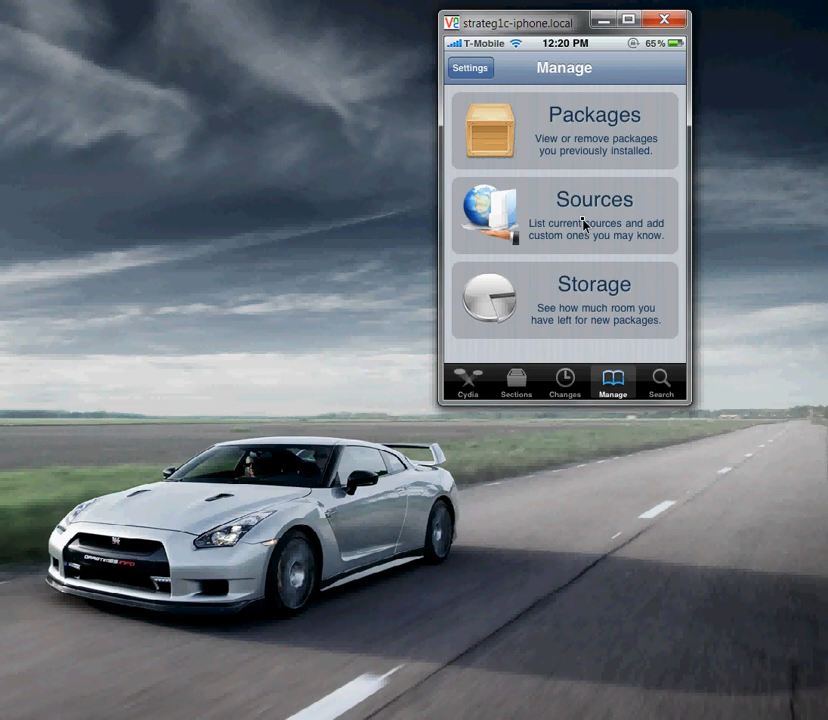 strateg1c-iphone.local
T-Mobile 12:20 PM 65%
Settings Manage
Packages
View or remove packages
you previously installed.
Sources
List current sources and add
custom ones you may know.
Storage
See how much room you
have left for new packages.
Cydia Sections Changes Manage Search